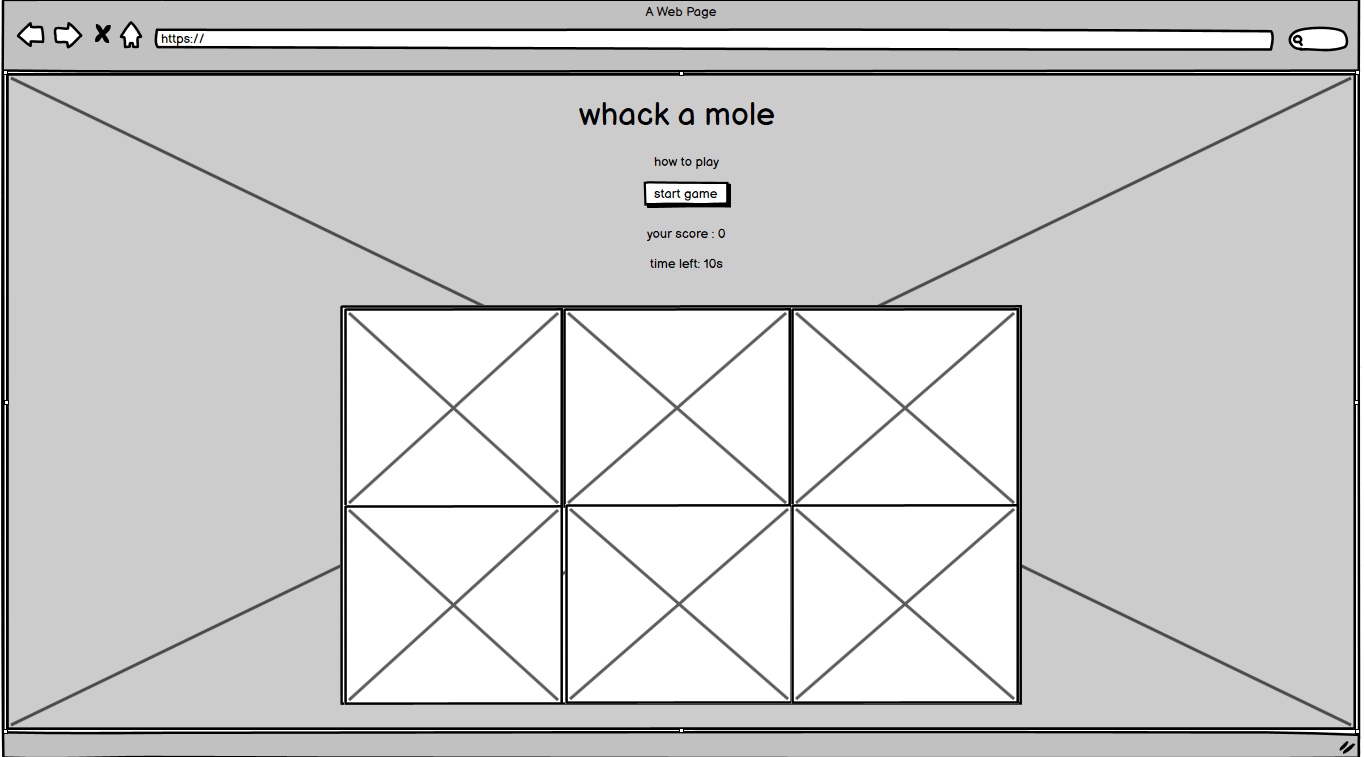 A Web Page
https://
whack a mole
how to play
start game
your score : 0
time left: 10s